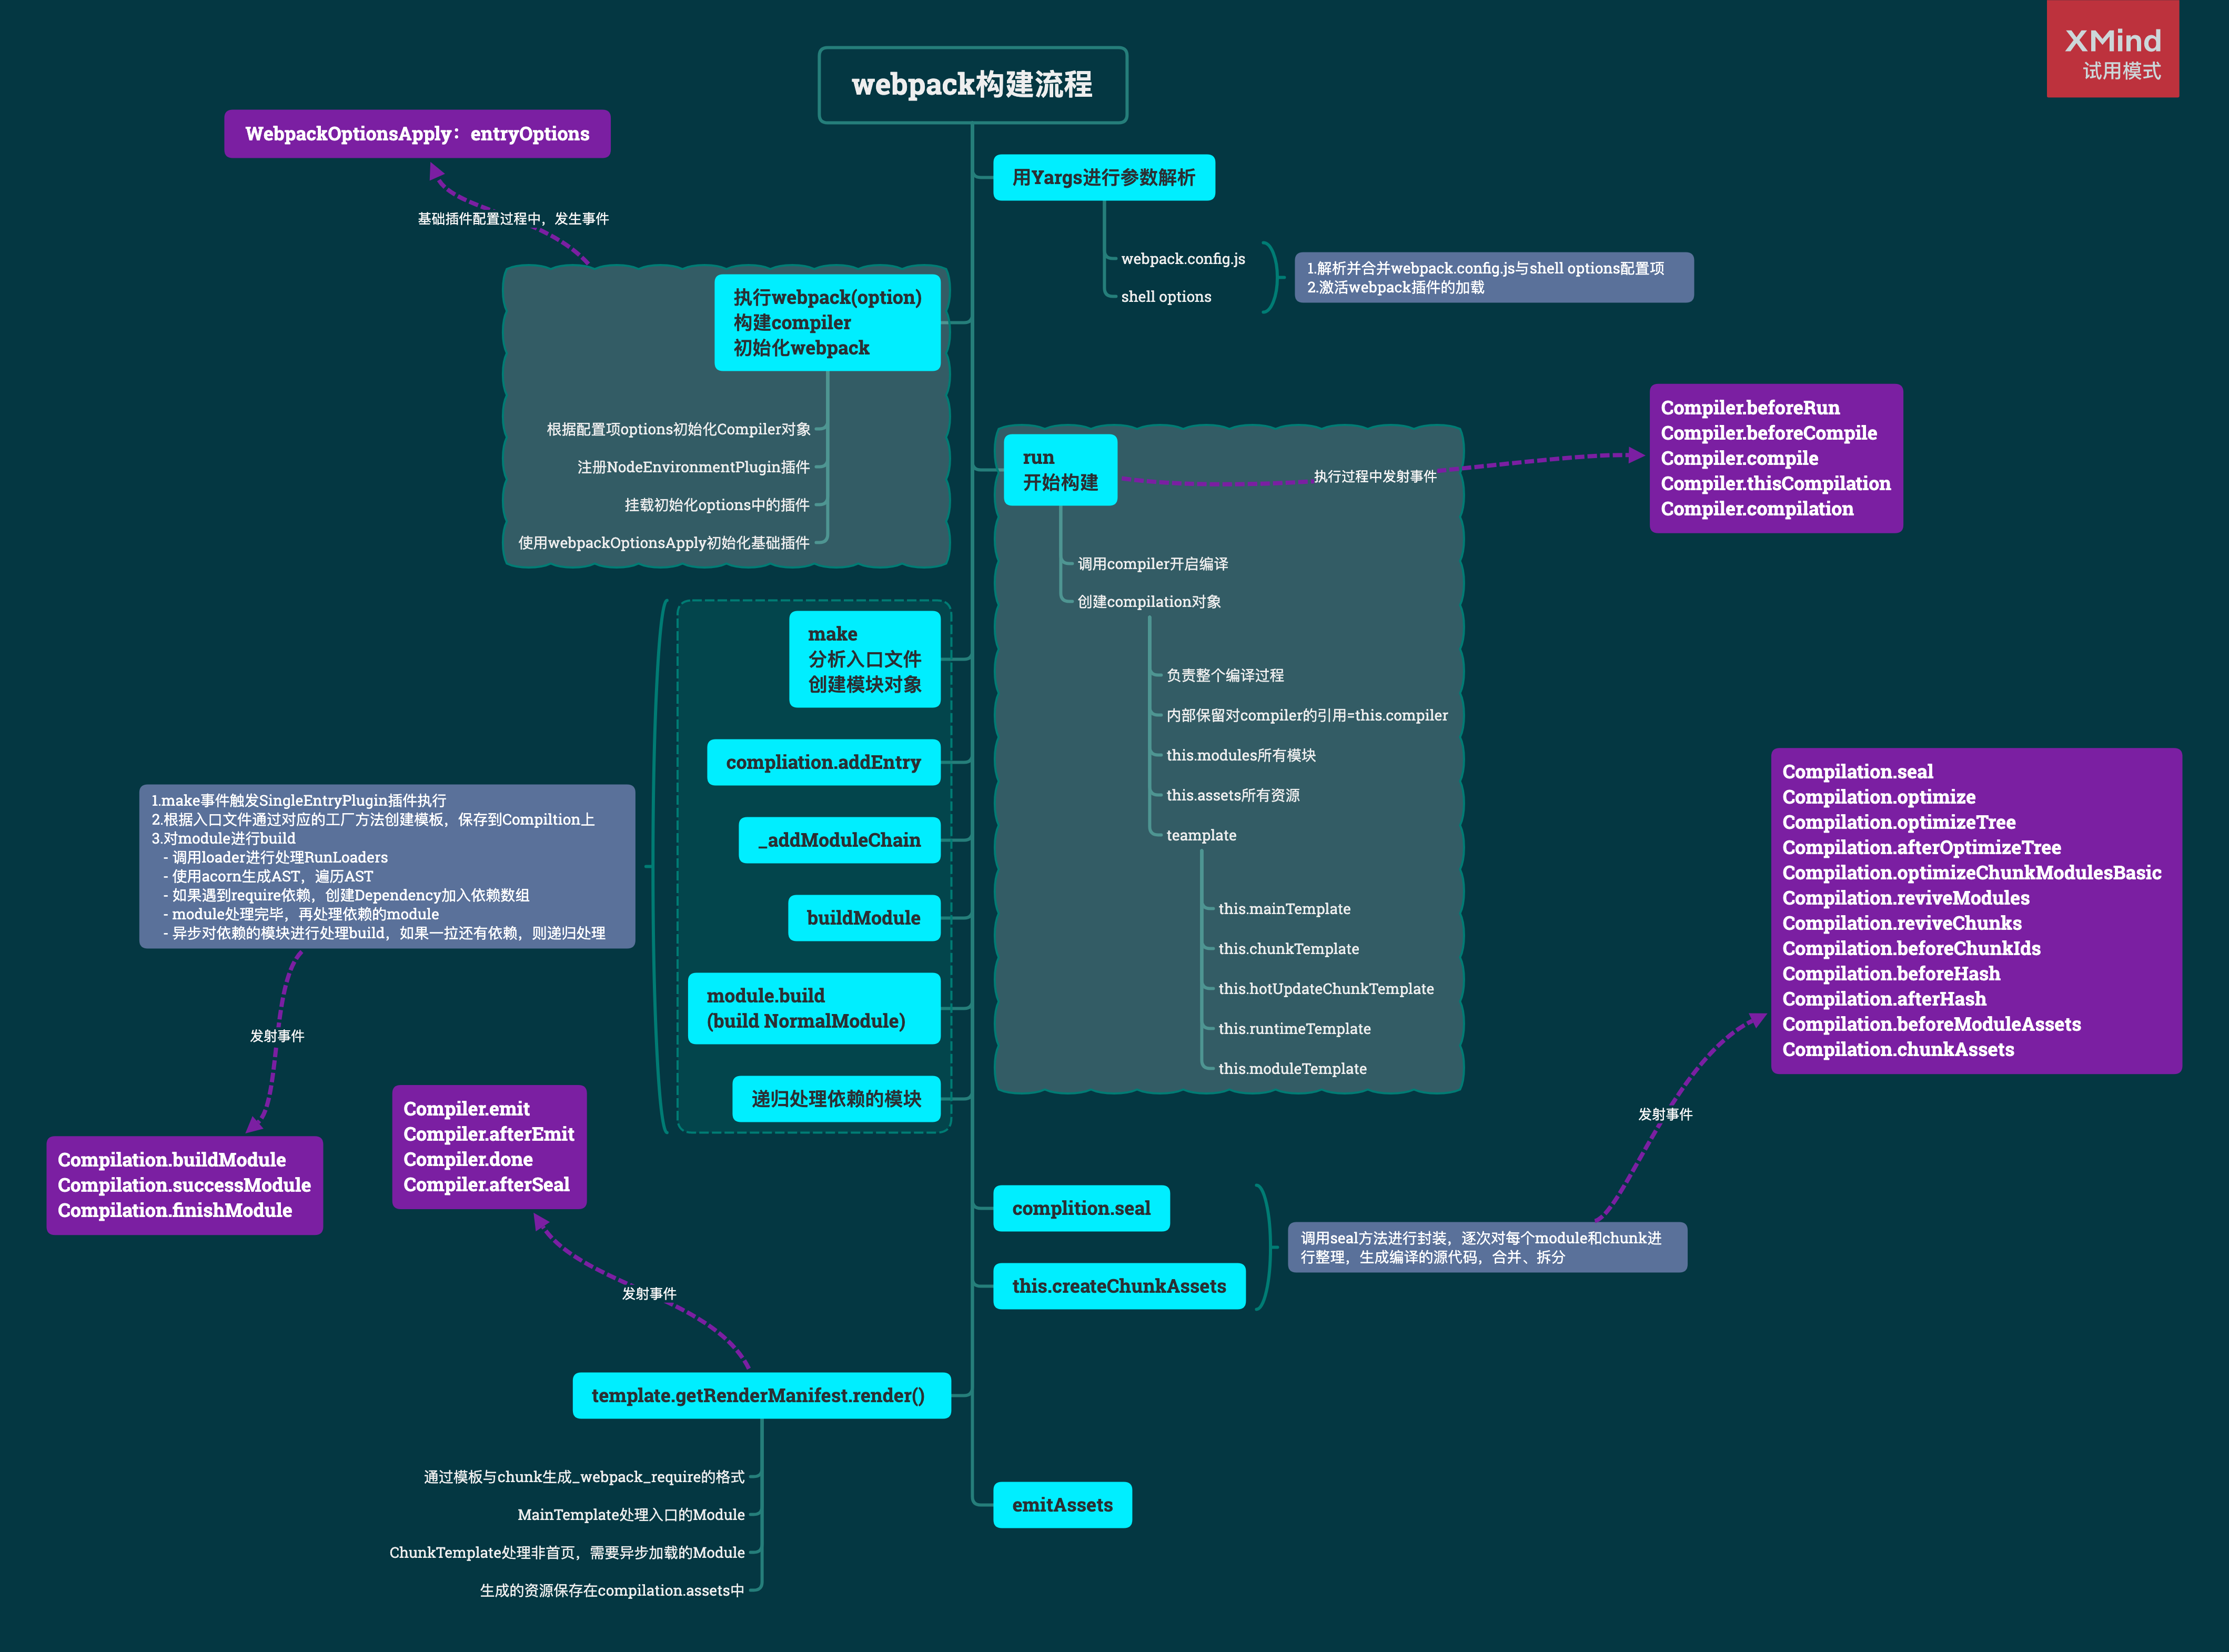 XMind
试用模式
webpack构建流程
用Yargs进行参数解析
webpack.config.js
shell options
1.解析并合并webpack.config.js与shell options配置项
2.激活webpack插件的加载
WebpackOptionsApply：entryOptions
基础插件配置过程中，发生事件
执行webpack(option)
构建compiler
初始化webpack
根据配置项options初始化Compiler对象
注册NodeEnvironmentPlugin插件
挂载初始化options中的插件
使用webpackOptionsApply初始化基础插件
run
开始构建
执行过程中发射事件
Compiler.beforeRun
Compiler.beforeCompile
Compiler.compile
Compiler.thisCompilation
Compiler.compilation
调用compiler开启编译
创建compilation对象
负责整个编译过程
内部保留对compiler的引用=this.compiler
this.modules所有模块
this.assets所有资源
teamplate
this.mainTemplate
this.chunkTemplate
this.hotUpdateChunkTemplate
this.runtimeTemplate
this.moduleTemplate
make
分析入口文件
创建模块对象
compliation.addEntry
_addModuleChain
buildModule
module.build
(build NormalModule)
递归处理依赖的模块
1.make事件触发SingleEntryPlugin插件执行
2.根据入口文件通过对应的工厂方法创建模板，保存到Compiltion上
3.对module进行build
- 调用loader进行处理RunLoaders
- 使用acorn生成AST，遍历AST
- 如果遇到require依赖，创建Dependency加入依赖数组
- module处理完毕，再处理依赖的module
- 异步对依赖的模块进行处理build，如果一拉还有依赖，则递归处理
发射事件
Compilation.buildModule
Compilation.successModule
Compilation.finishModule
complition.seal
this.createChunkAssets
调用seal方法进行封装，逐次对每个module和chunk进
行整理，生成编译的源代码，合并、拆分
发射事件
Compilation.seal
Compilation.optimize
Compilation.optimizeTree
Compilation.afterOptimizeTree
Compilation.optimizeChunkModulesBasic
Compilation.reviveModules
Compilation.reviveChunks
Compilation.beforeChunkIds
Compilation.beforeHash
Compilation.afterHash
Compilation.beforeModuleAssets
Compilation.chunkAssets
template.getRenderManifest.render()
发射事件
Compiler.emit
Compiler.afterEmit
Compiler.done
Compiler.afterSeal
通过模板与chunk生成_webpack_require的格式
MainTemplate处理入口的Module
ChunkTemplate处理非首页，需要异步加载的Module
生成的资源保存在compilation.assets中
emitAssets